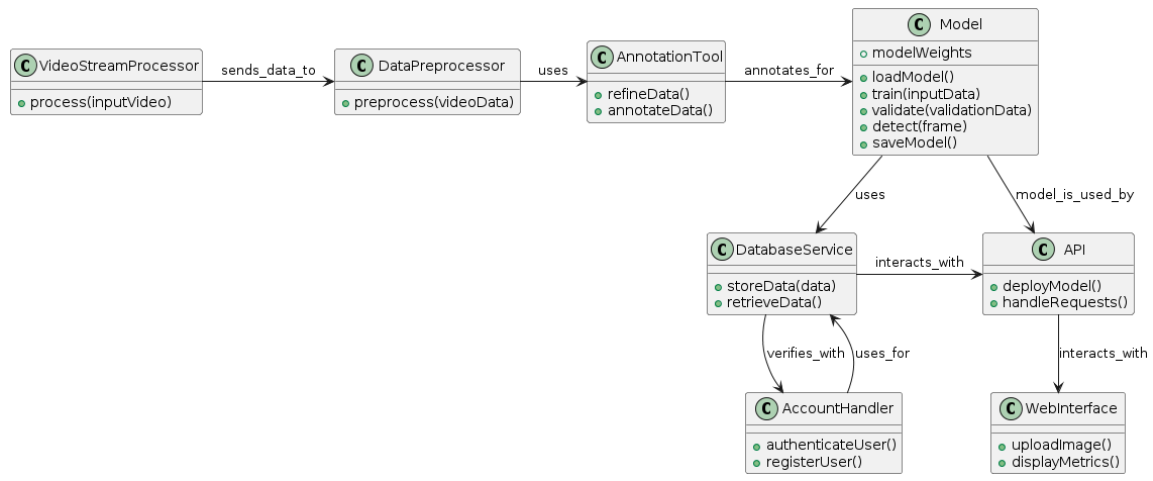 C VideoStreamProcessor
process(inputVideo)
sends_data_to
C DataPreprocessor
preprocess(videoData)
uses
C AnnotationTool
refineData()
annotateData()
annotates_for
C Model
modelWeights
loadModel()
train(inputData)
validate(validationData)
detect(frame)
saveModel()
uses
model_is_used_by
C DatabaseService
storeData(data)
retrieveData()
interacts_with
C API
deployModel()
handleRequests()
verifies_with
uses_for
interacts_with
C AccountHandler
authenticateUser()
registerUser()
C WebInterface
uploadImage()
displayMetrics()